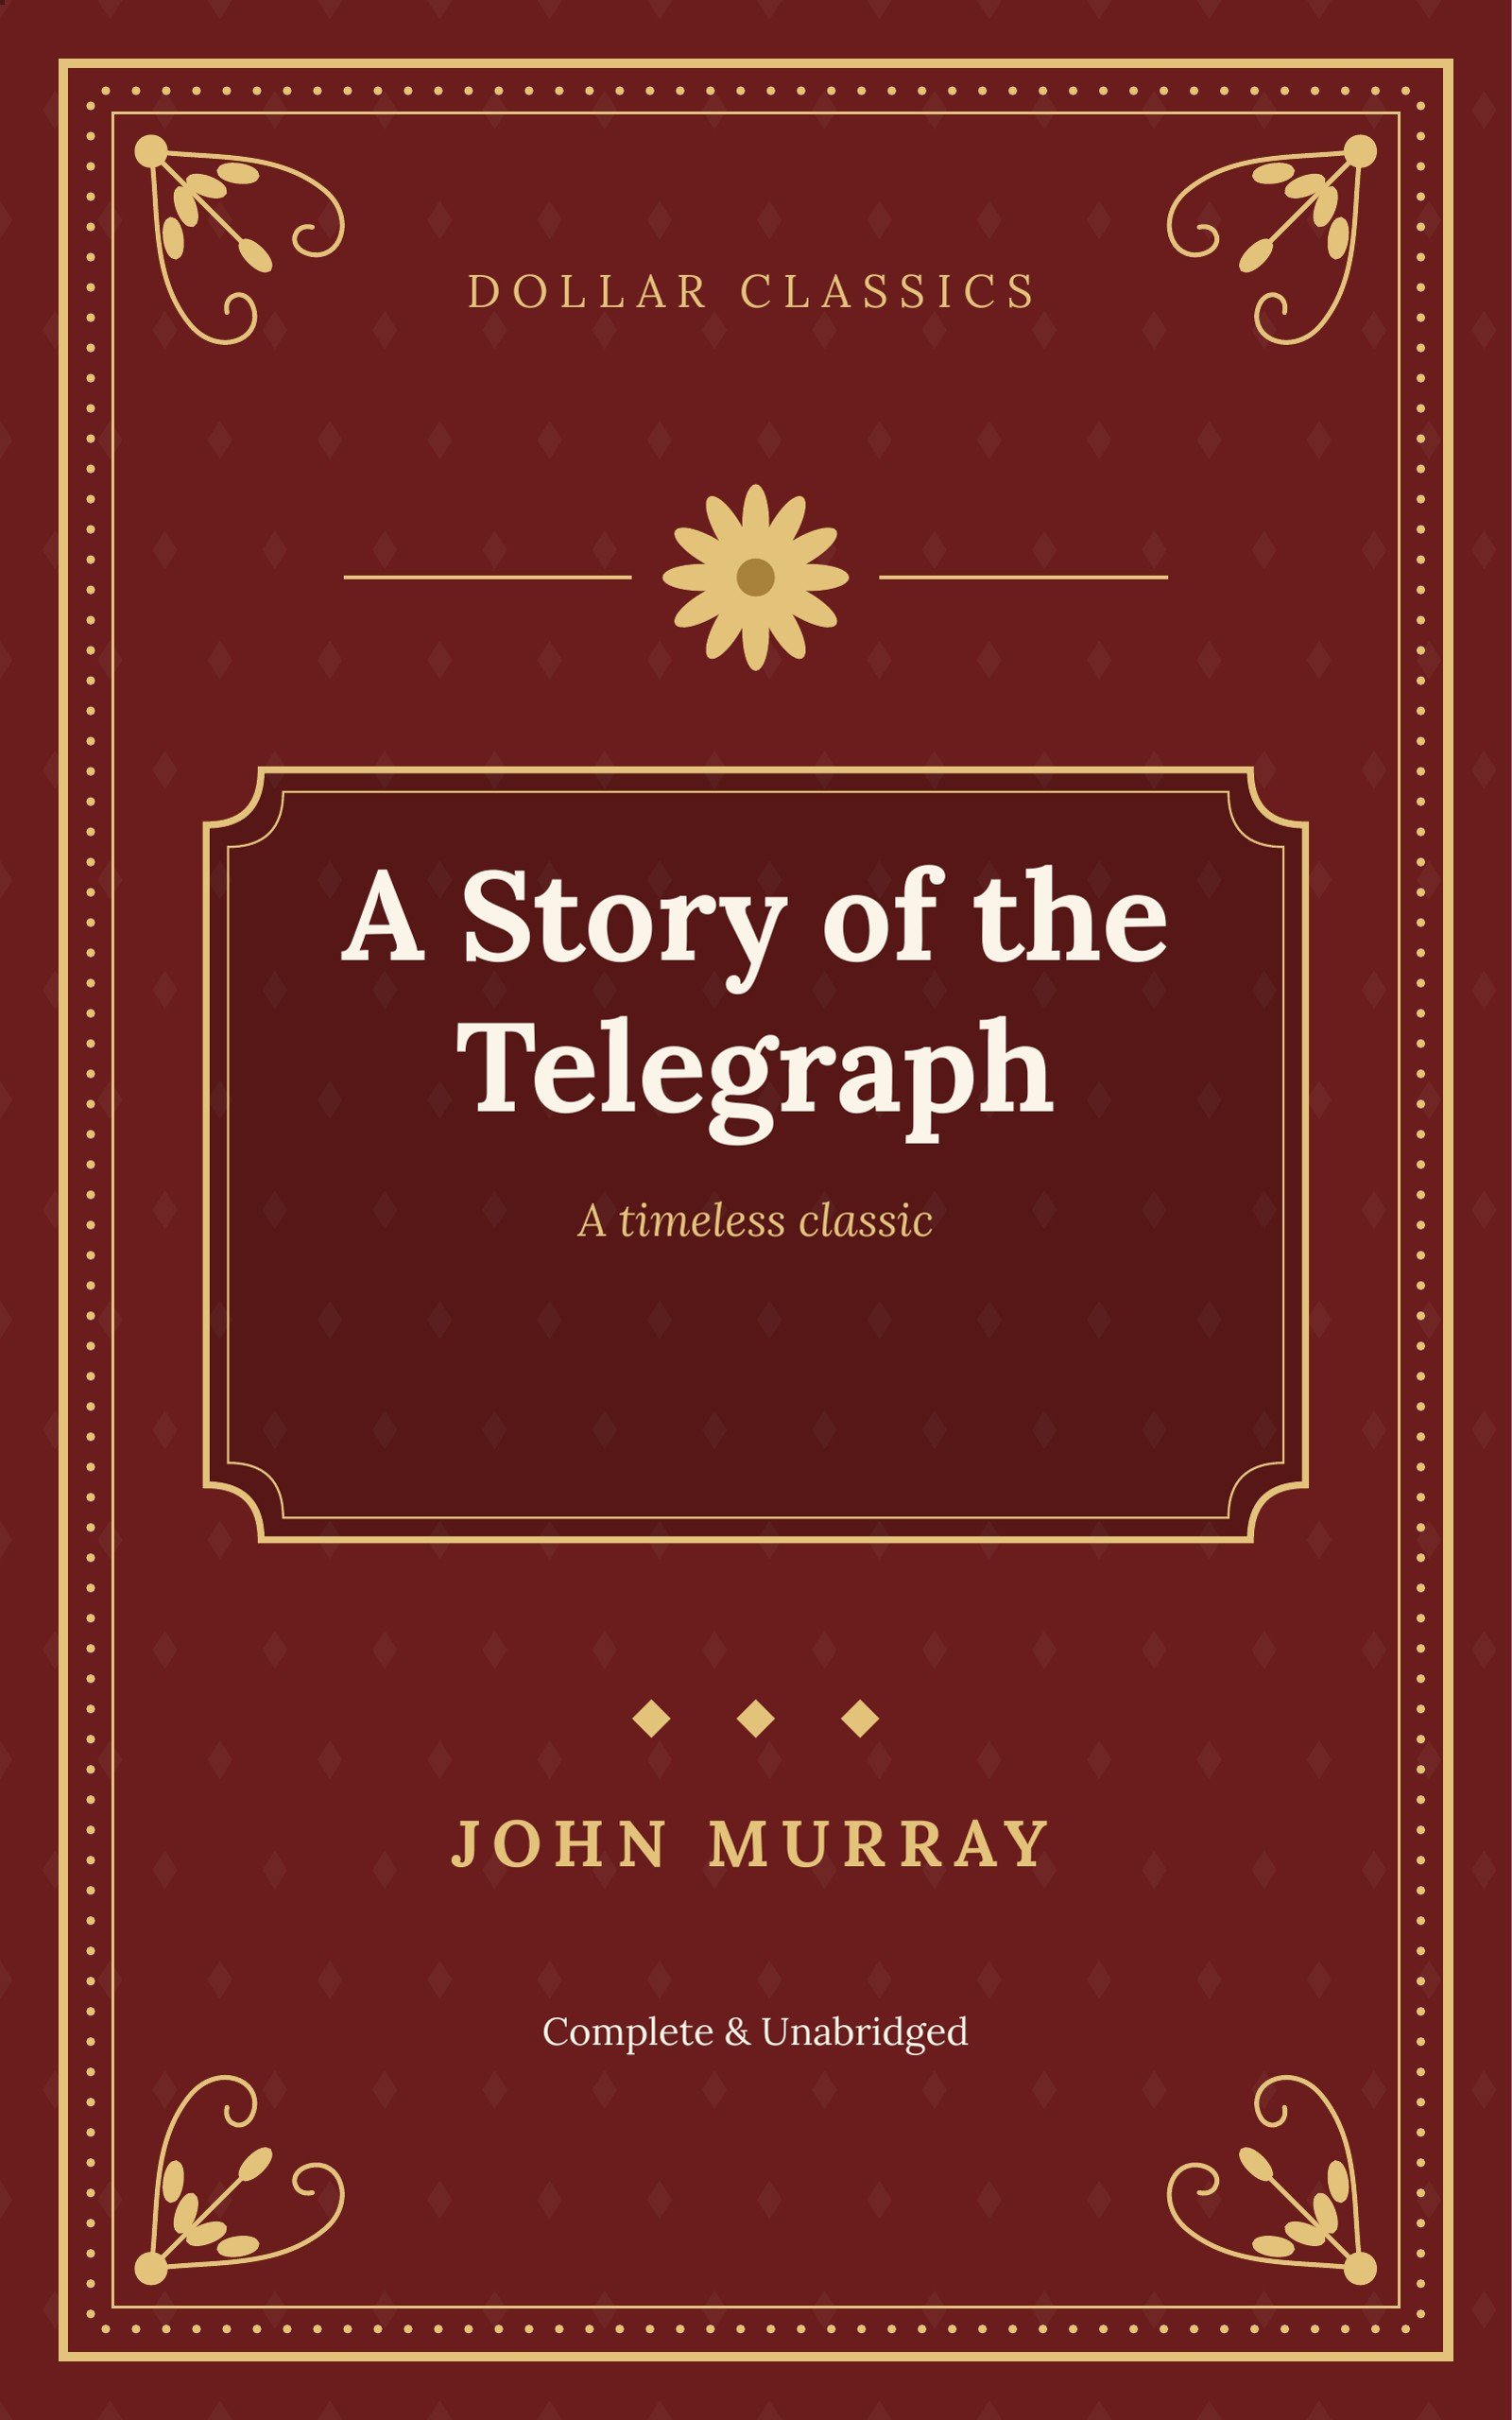 DOLLAR CLASSICS
A Story of the
Telegraph
A timeless classic
JOHN MURRAY
Complete & Unabridged